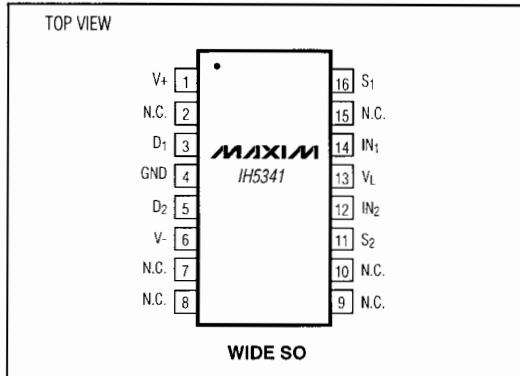 TOP VIEW
V+ 1
16 S1
N.C. 2
15 N.C.
D1 3
14 IN1
GND 4
13 VL
D2 5
12 IN2
V- 6
11 S2
N.C. 7
10 N.C.
N.C. 8
9 N.C.
MAXIM
IH5341
WIDE SO